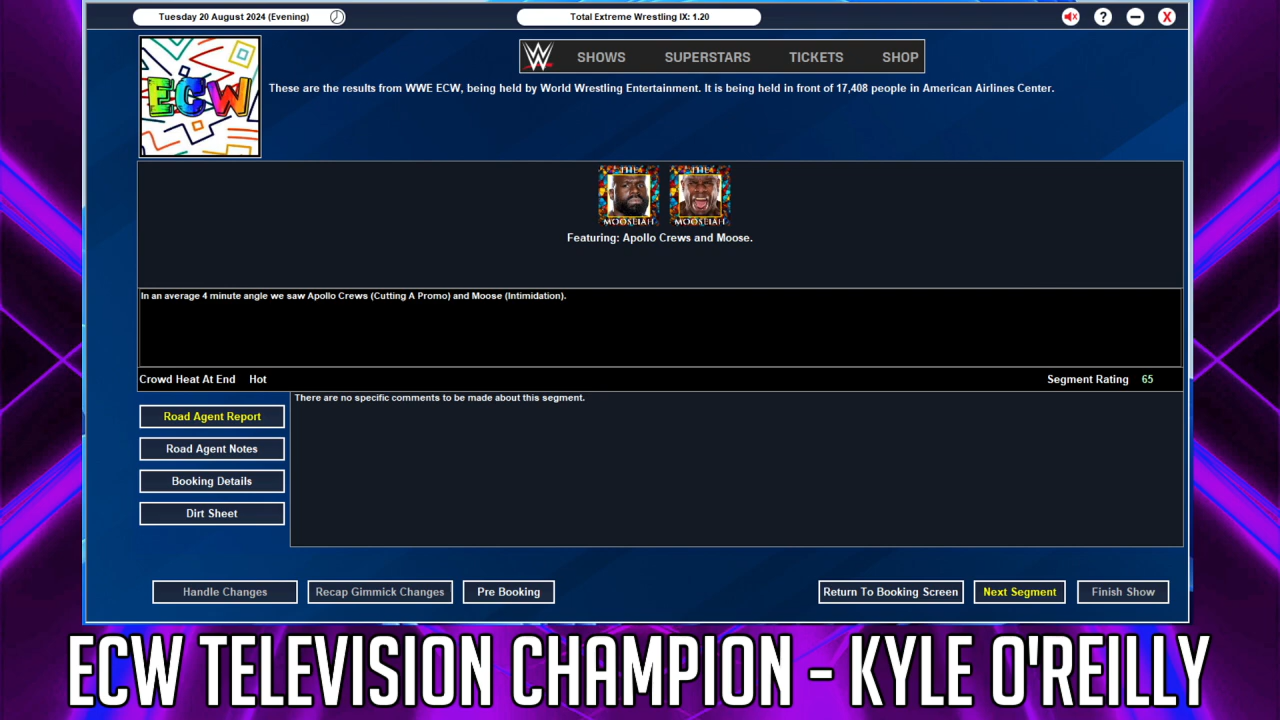 Tuesday 20 August 2024 (Evening)
Total Extreme Wrestling IX: 1.20
?
X
ECW
W
SHOWS
SUPERSTARS
TICKETS
SHOP
These are the results from WWE ECW, being held by World Wrestling Entertainment. It is being held in front of 17,408 people in American Airlines Center.
THE
MOOSLIAH
THE
MOOSLIAH
Featuring: Apollo Crews and Moose.
In an average 4 minute angle we saw Apollo Crews (Cutting A Promo) and Moose (Intimidation).
Crowd Heat At End Hot
Segment Rating 65
There are no specific comments to be made about this segment.
Road Agent Report
Road Agent Notes
Booking Details
Dirt Sheet
Handle Changes
Recap Gimmick Changes
Pre Booking
Return To Booking Screen
Next Segment
Finish Show
ECW TELEVISION CHAMPION - KYLE O'REILLY